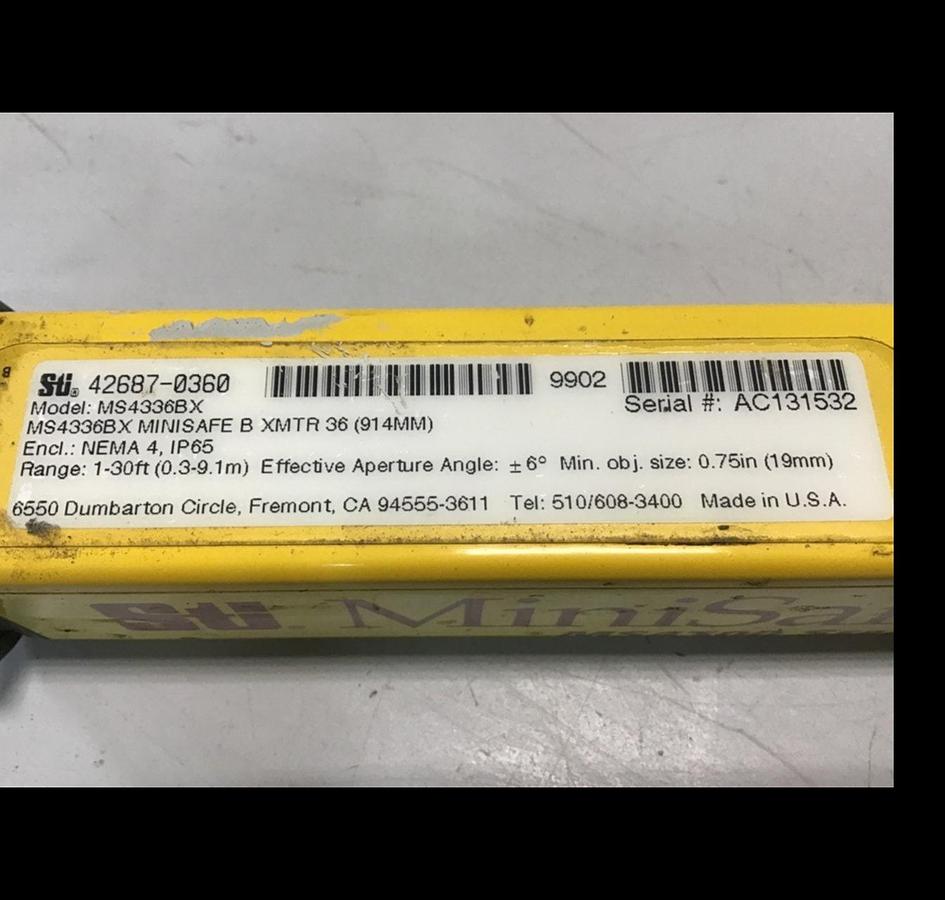 Sti® 42687-0360 9902
Serial #: AC131532
Model: MS4336BX
MS4336BX MINISAFE B XMTR 36 (914MM)
Encl.: NEMA 4, IP65
Range: 1-30ft (0.3-9.1m) Effective Aperture Angle: ± 6° Min. obj. size: 0.75in (19mm)
6550 Dumbarton Circle, Fremont, CA 94555-3611 Tel: 510/608-3400 Made in U.S.A.
B
Sti. MiniSa